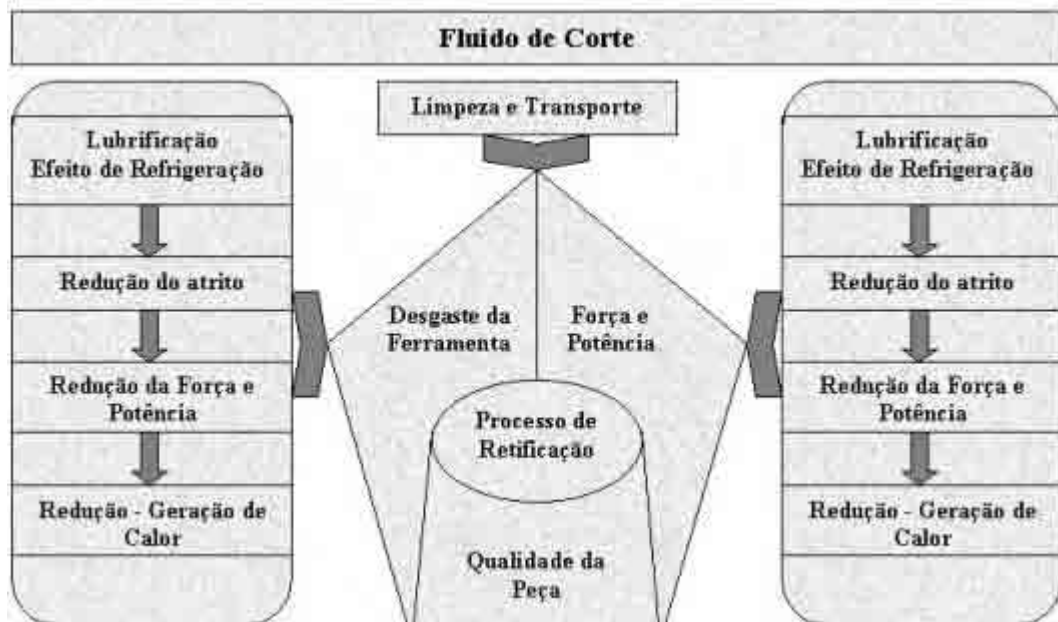 Fluido de Corte
Limpeza e Transporte
Lubrificação
Efeito de Refrigeração
Redução do atrito
Redução da Força e
Potência
Redução - Geração de
Calor
Desgaste da
Ferramenta
Força e
Potência
Processo de
Retificação
Qualidade da
Peça
Lubrificação
Efeito de Refrigeração
Redução do atrito
Redução da Força e
Potência
Redução - Geração de
Calor